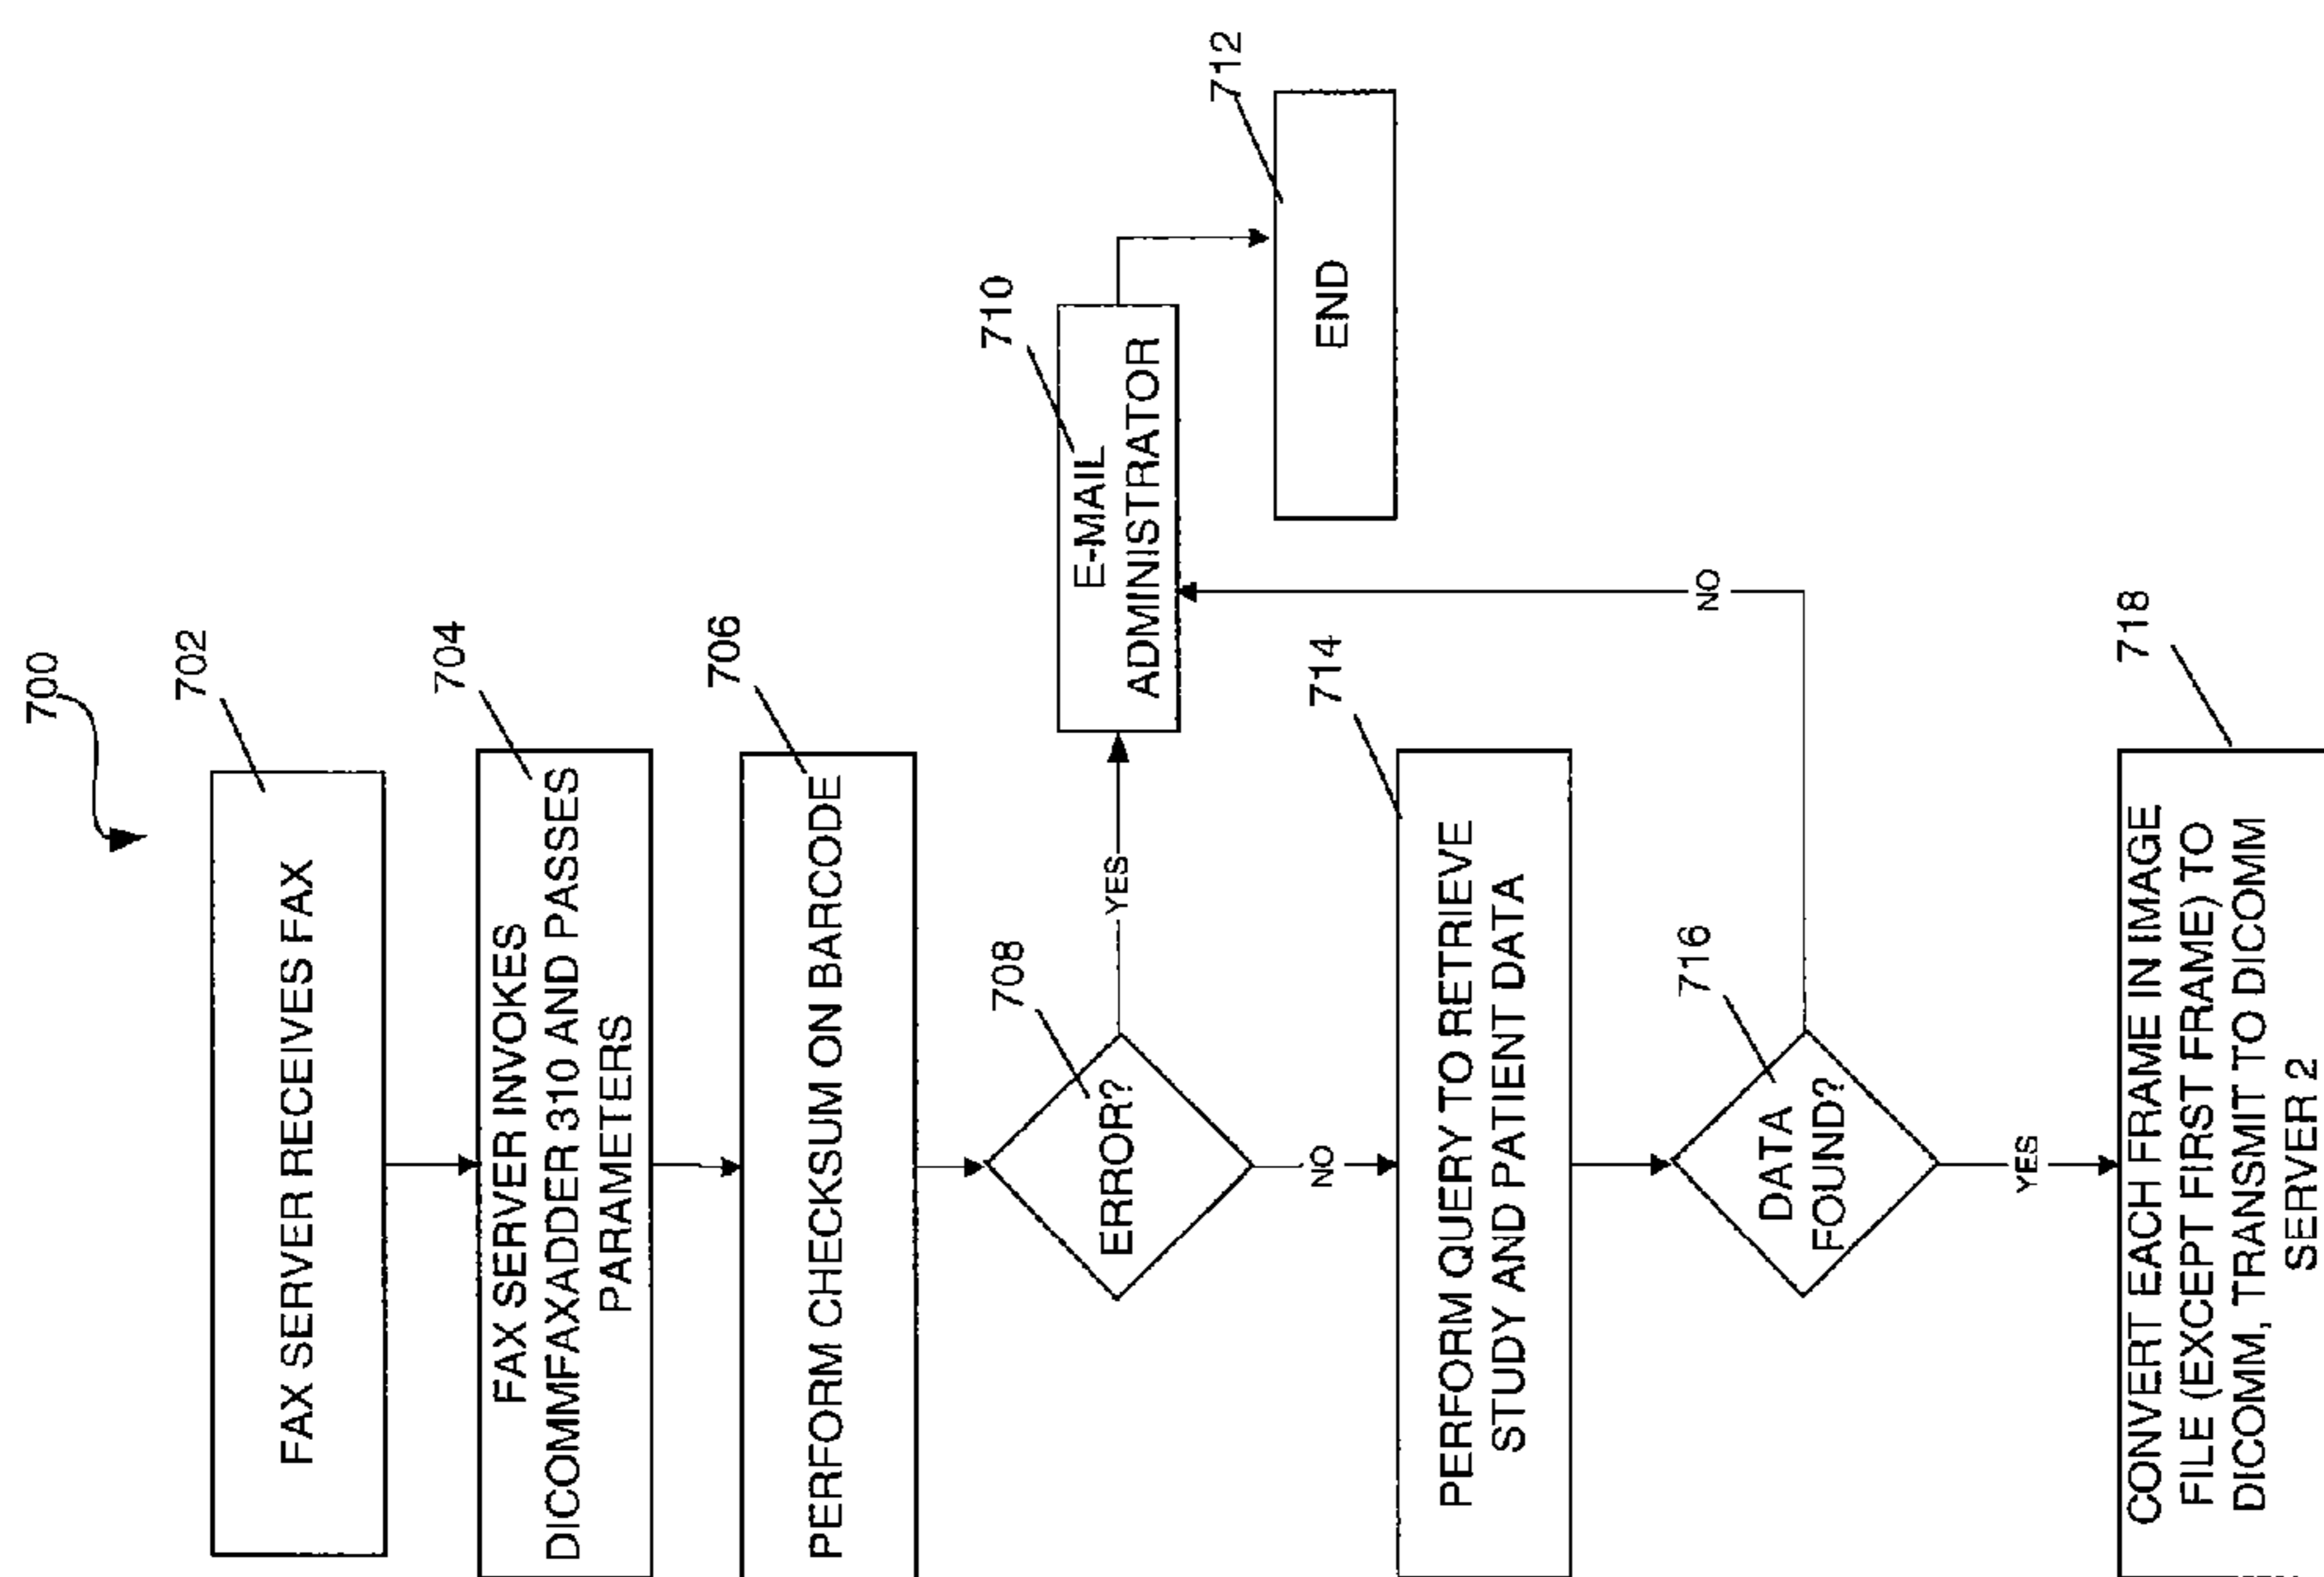 700
702
FAX SERVER RECEIVES FAX
704
FAX SERVER INVOKES
DICOMMFAXADDER 310 AND PASSES
PARAMETERS
706
PERFORM CHECKSUM ON BARCODE
708
ERROR?
YES
710
E-MAIL
ADMINISTRATOR
712
END
NO
714
PERFORM QUERY TO RETRIEVE
STUDY AND PATIENT DATA
716
DATA
FOUND?
NO
YES
718
CONVERT EACH FRAME IN IMAGE
FILE (EXCEPT FIRST FRAME) TO
DICOMM, TRANSMIT TO DICOMM
SERVER 2